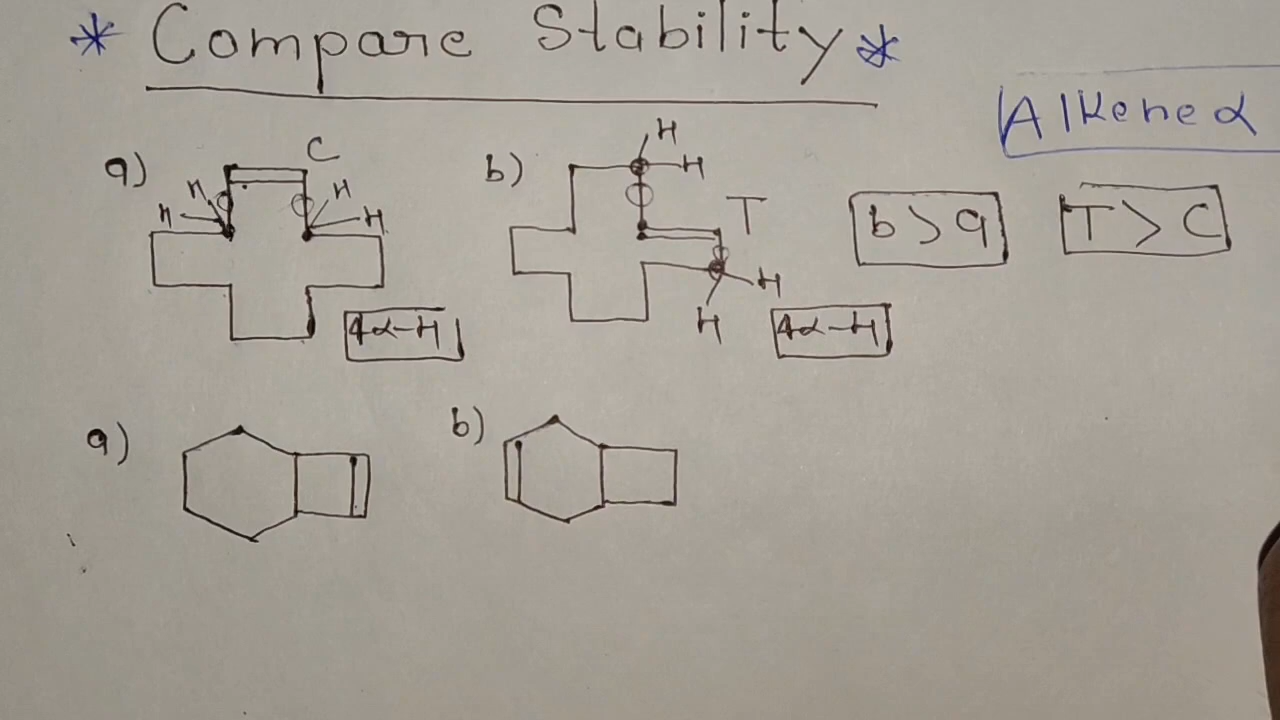 * Compare Stability *
Alkene α
a)
C
H
H
H
H
4α-H
b)
H
H
T
H
H
4α-H
b > a
T > C
a)
b)